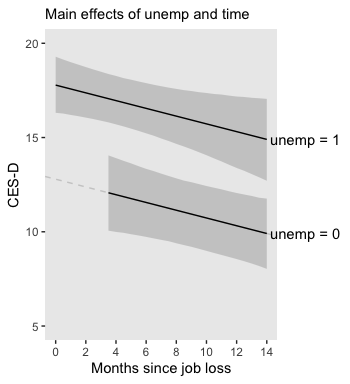 Main effects of unemp and time
20
15
10
5
CES-D
unemp = 1
unemp = 0
0 2 4 6 8 10 12 14
Months since job loss